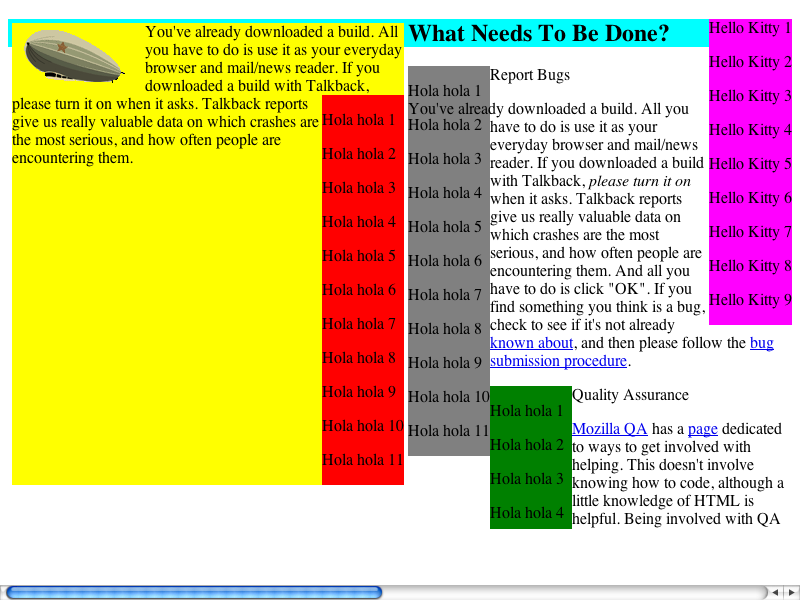 You've already downloaded a build. All
you have to do is use it as your everyday
browser and mail/news reader. If you
downloaded a build with Talkback,
please turn it on when it asks. Talkback reports
give us really valuable data on which crashes are
the most serious, and how often people are
encountering them.
Hola hola 1
Hola hola 2
Hola hola 3
Hola hola 4
Hola hola 5
Hola hola 6
Hola hola 7
Hola hola 8
Hola hola 9
Hola hola 10
Hola hola 11
What Needs To Be Done?
Hola hola 1
Hola hola 2
Hola hola 3
Hola hola 4
Hola hola 5
Hola hola 6
Hola hola 7
Hola hola 8
Hola hola 9
Hola hola 10
Hola hola 11
Report Bugs
You've already downloaded a build. All you
have to do is use it as your
everyday browser and mail/news
reader. If you downloaded a build
with Talkback, please turn it on
when it asks. Talkback reports
give us really valuable data on
which crashes are the most
serious, and how often people are
encountering them. And all you
have to do is click "OK". If you
find something you think is a bug,
check to see if it's not already
known about, and then please follow the bug
submission procedure.
Hello Kitty 1
Hello Kitty 2
Hello Kitty 3
Hello Kitty 4
Hello Kitty 5
Hello Kitty 6
Hello Kitty 7
Hello Kitty 8
Hello Kitty 9
Hola hola 1
Hola hola 2
Hola hola 3
Hola hola 4
Quality Assurance
Mozilla QA has a page dedicated
to ways to get involved with
helping. This doesn't involve
knowing how to code, although a
little knowledge of HTML is
helpful. Being involved with QA